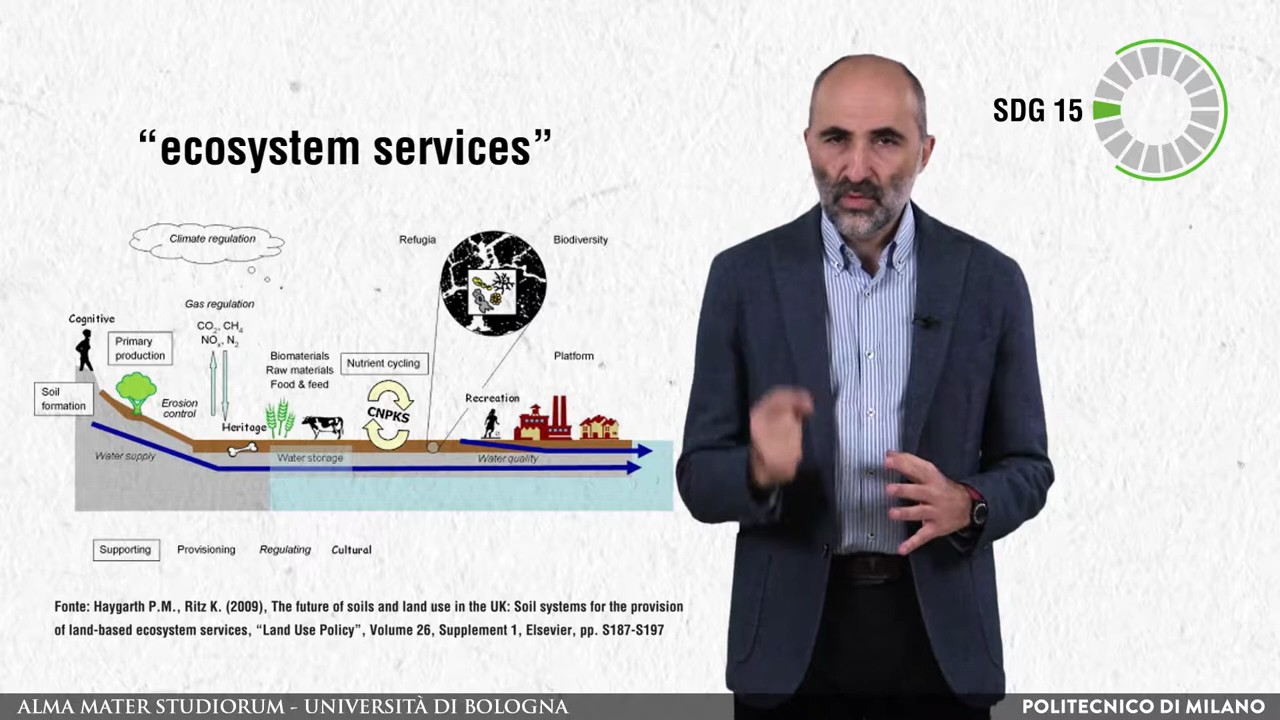 SDG 15
“ecosystem services”
Climate regulation
Refugia
Biodiversity
Gas regulation
Cognitive
CO2, CH4
NOx, N2
Primary
production
Biomaterials
Raw materials
Food & feed
Nutrient cycling
Platform
Soil
formation
Erosion
control
CNPKS
Recreation
Heritage
Water supply
Water storage
Water quality
Supporting Provisioning Regulating Cultural
Fonte: Haygarth P.M., Ritz K. (2009), The future of soils and land use in the UK: Soil systems for the provision
of land-based ecosystem services, “Land Use Policy”, Volume 26, Supplement 1, Elsevier, pp. S187-S197
ALMA MATER STUDIORUM - UNIVERSITÀ DI BOLOGNA
POLITECNICO DI MILANO